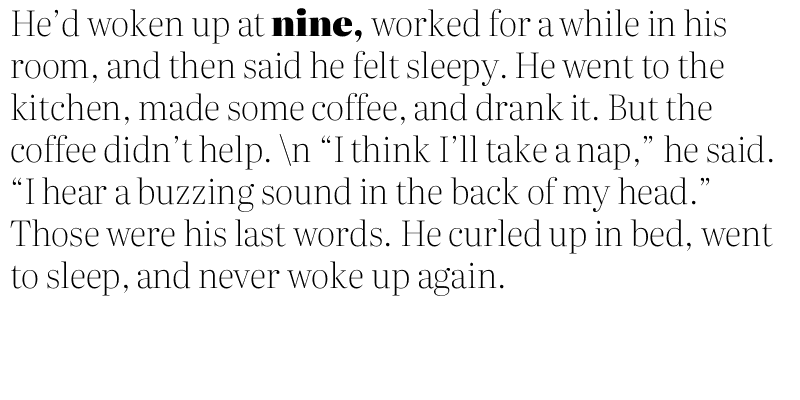 He’d woken up at nine, worked for a while in his
room, and then said he felt sleepy. He went to the
kitchen, made some coffee, and drank it. But the
coffee didn’t help. \n “I think I’ll take a nap,” he said.
“I hear a buzzing sound in the back of my head.”
Those were his last words. He curled up in bed, went
to sleep, and never woke up again.